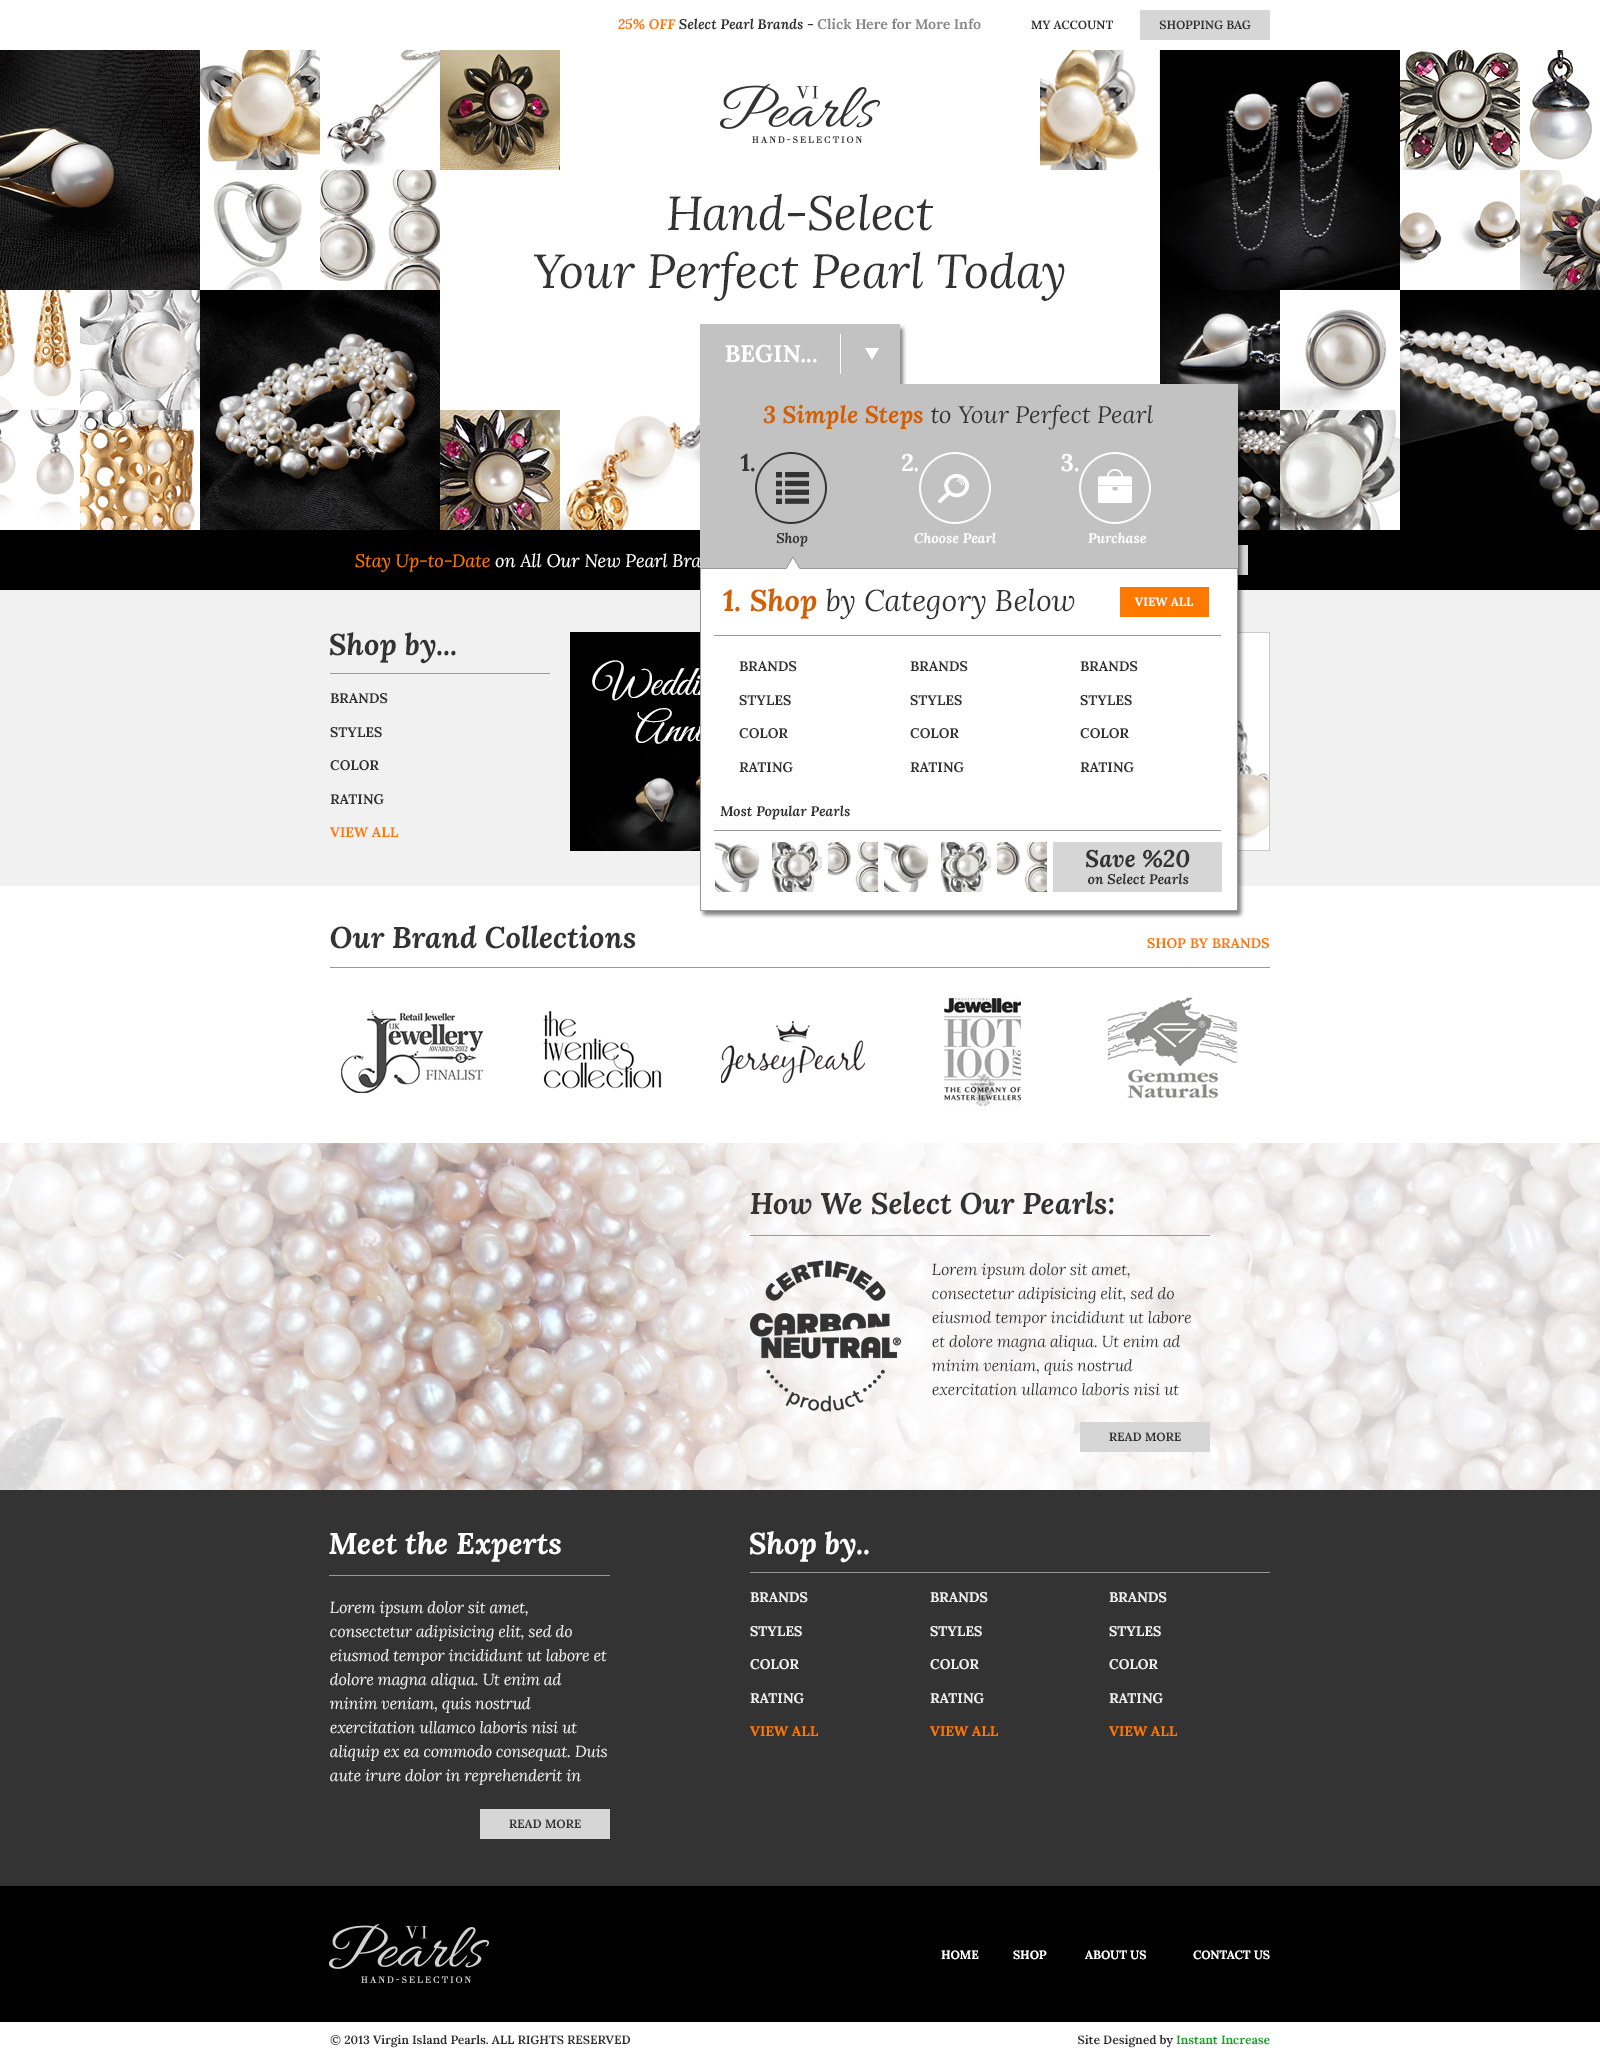 25% OFF Select Pearl Brands - Click Here for More Info
MY ACCOUNT
SHOPPING BAG
VI
Pearls
HAND-SELECTION
Hand-Select
Your Perfect Pearl Today
BEGIN...
3 Simple Steps to Your Perfect Pearl
1.
2.
3.
Shop
Choose Pearl
Purchase
Stay Up-to-Date on All Our New Pearl Bra
1. Shop by Category Below
VIEW ALL
BRANDS
STYLES
COLOR
RATING
BRANDS
STYLES
COLOR
RATING
BRANDS
STYLES
COLOR
RATING
Most Popular Pearls
Save %20
on Select Pearls
Shop by...
BRANDS
STYLES
COLOR
RATING
VIEW ALL
Weddi
Ann
Our Brand Collections
SHOP BY BRANDS
Retail Jeweller
UK
Jewellery
AWARDS 2012
FINALIST
the
twenties
collection
JerseyPearl
Jeweller
HOT
100
2011
THE COMPANY OF
MASTER JEWELLERS
Gemmes
Naturals
How We Select Our Pearls:
CERTIFIED
CARBON
NEUTRAL®
product
Lorem ipsum dolor sit amet,
consectetur adipisicing elit, sed do
eiusmod tempor incididunt ut labore
et dolore magna aliqua. Ut enim ad
minim veniam, quis nostrud
exercitation ullamco laboris nisi ut
READ MORE
Meet the Experts
Lorem ipsum dolor sit amet,
consectetur adipisicing elit, sed do
eiusmod tempor incididunt ut labore et
dolore magna aliqua. Ut enim ad
minim veniam, quis nostrud
exercitation ullamco laboris nisi ut
aliquip ex ea commodo consequat. Duis
aute irure dolor in reprehenderit in
READ MORE
Shop by..
BRANDS
STYLES
COLOR
RATING
VIEW ALL
BRANDS
STYLES
COLOR
RATING
VIEW ALL
BRANDS
STYLES
COLOR
RATING
VIEW ALL
VI
Pearls
HAND-SELECTION
HOME
SHOP
ABOUT US
CONTACT US
© 2013 Virgin Island Pearls. ALL RIGHTS RESERVED
Site Designed by Instant Increase